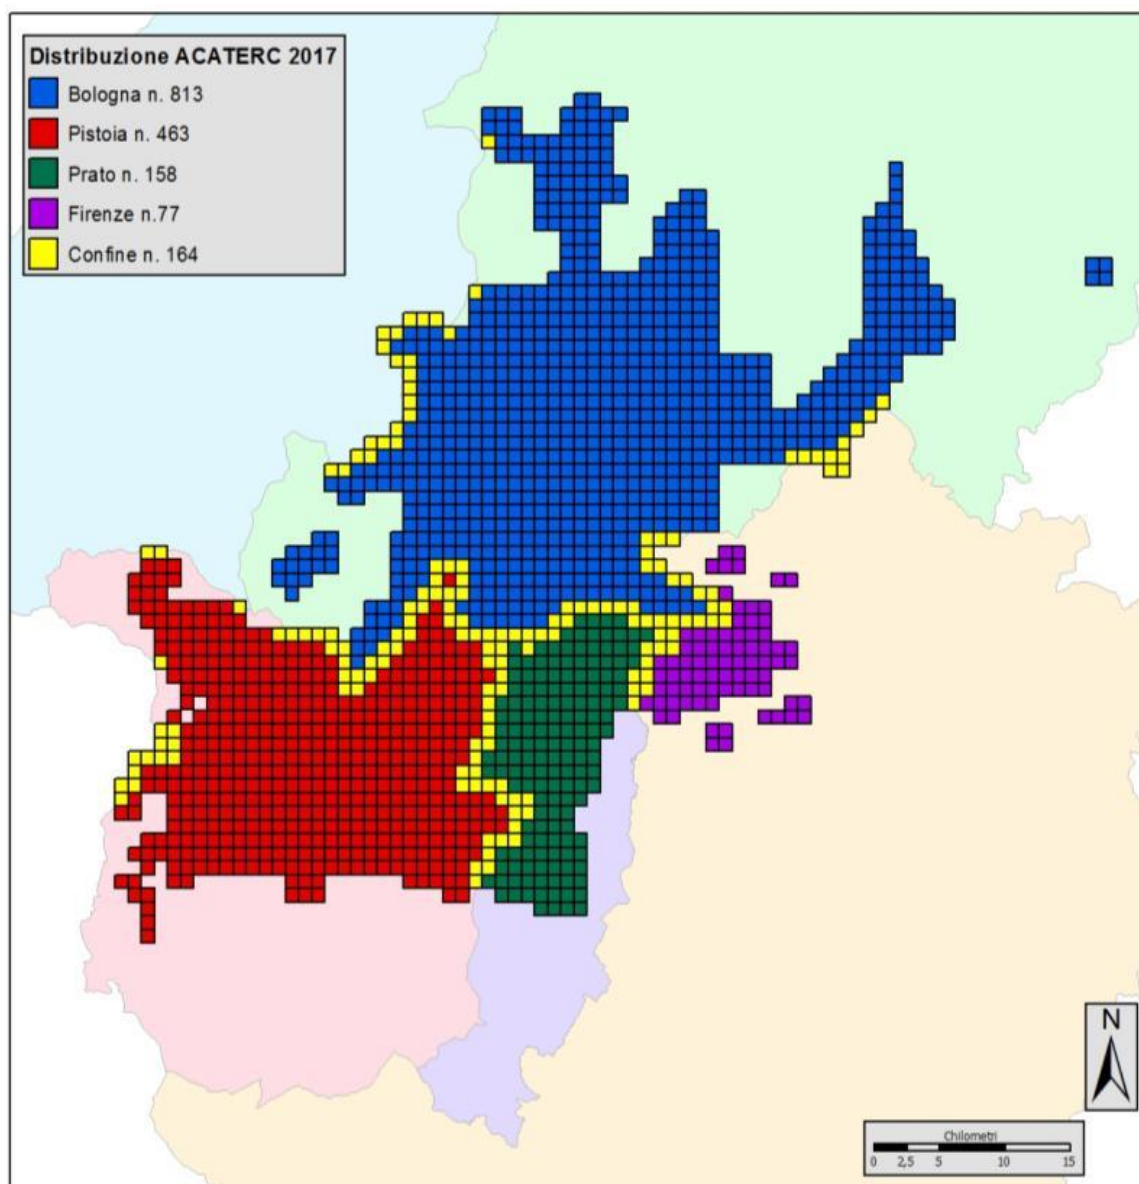 Distribuzione ACATERC 2017
Bologna n. 813
Pistoia n. 463
Prato n. 158
Firenze n.77
Confine n. 164
N
Chilometri
0 2,5 5 10 15